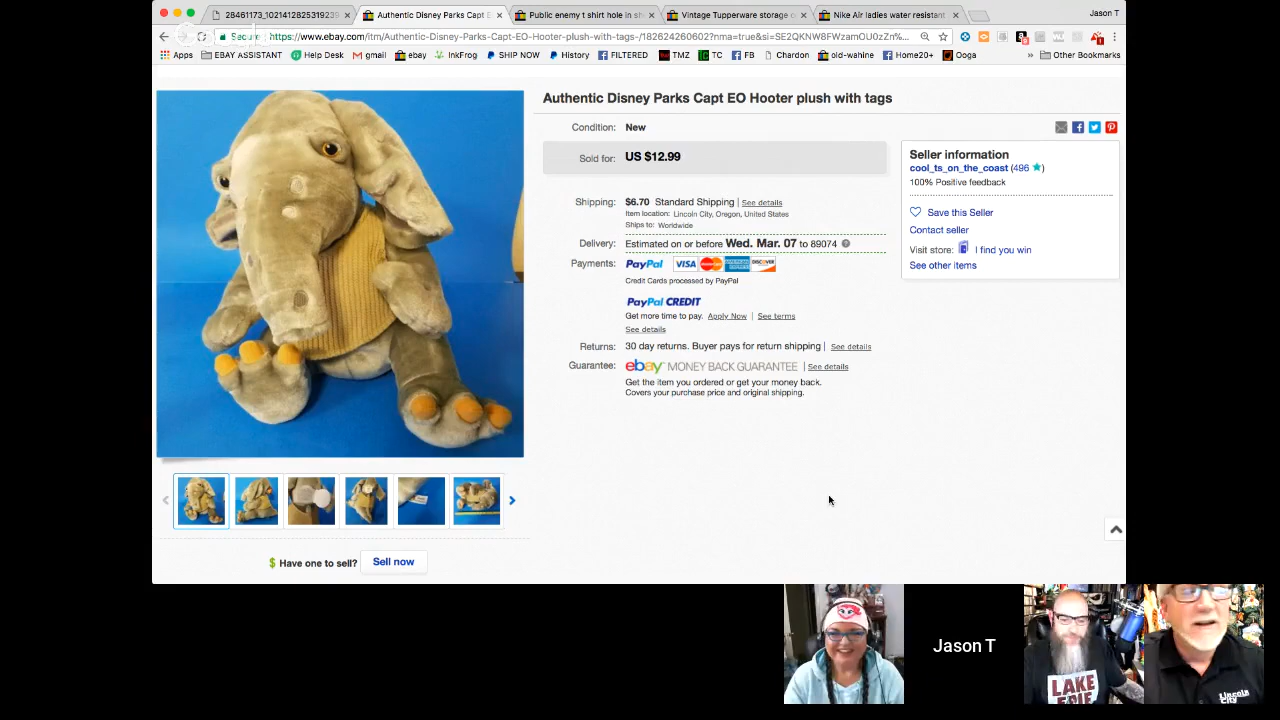 28461173_1021412825319239
Authentic Disney Parks Capt E
Public enemy t shirt hole in sh
Vintage Tupperware storage
Nike Air ladies water resistant
Jason T
Secure
https://www.ebay.com/itm/Authentic-Disney-Parks-Capt-EO-Hooter-plush-with-tags-/182624260602?nma=true&si=SE2QKNW8FWzamOU0zZn%...
Apps
EBAY ASSISTANT
Help Desk
gmail
ebay
InkFrog
SHIP NOW
History
FILTERED
TMZ
TC
FB
Chardon
old-wahine
Home20+
Ooga
»
Other Bookmarks
Authentic Disney Parks Capt EO Hooter plush with tags
Condition: New
Sold for: US $12.99
Shipping: $6.70 Standard Shipping | See details
Item location: Lincoln City, Oregon, United States
Ships to: Worldwide
Delivery: Estimated on or before Wed. Mar. 07 to 89074
Payments: PayPal VISA MasterCard AMERICAN EXPRESS DISCOVER
Credit Cards processed by PayPal
PayPal CREDIT
Get more time to pay. Apply Now | See terms
See details
Returns: 30 day returns. Buyer pays for return shipping | See details
Guarantee: ebay MONEY BACK GUARANTEE | See details
Get the item you ordered or get your money back.
Covers your purchase price and original shipping.
Seller information
cool_ts_on_the_coast (496 ★)
100% Positive feedback
Save this Seller
Contact seller
Visit store: I find you win
See other items
$ Have one to sell? Sell now
Jason T
LAKE
ERIE
Lincoln
City